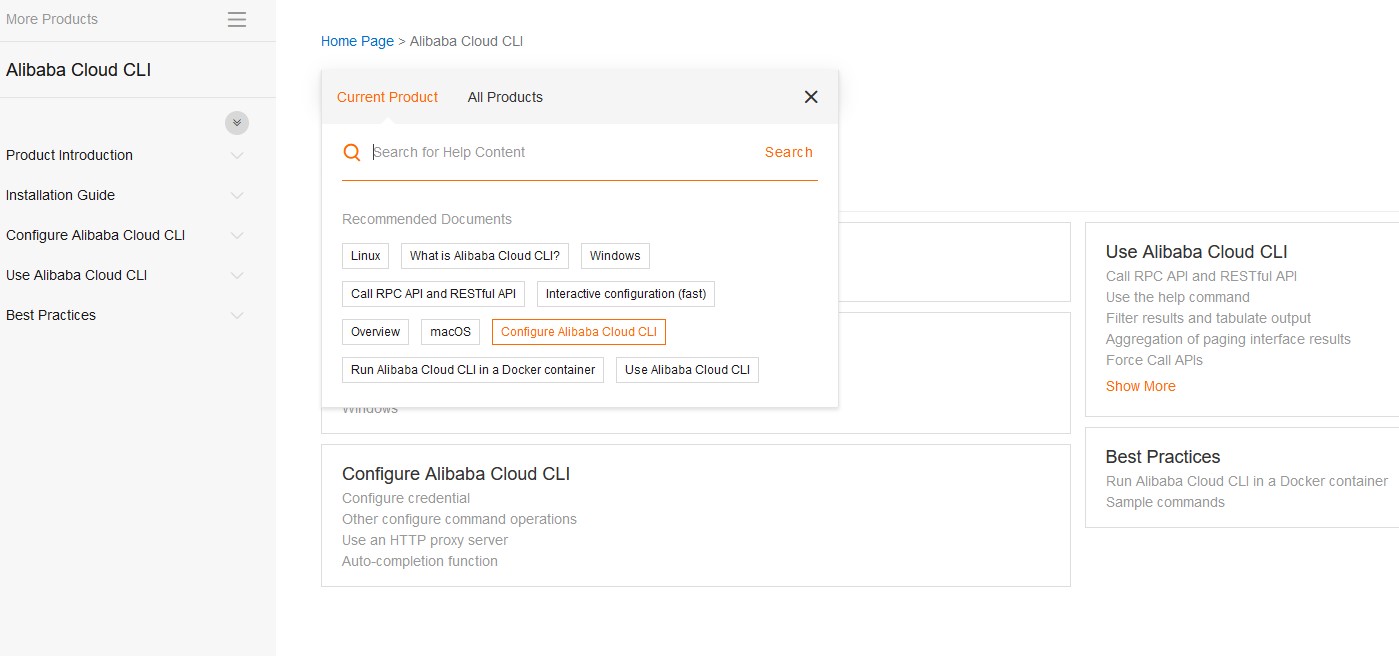 More Products
Alibaba Cloud CLI
Product Introduction
Installation Guide
Configure Alibaba Cloud CLI
Use Alibaba Cloud CLI
Best Practices
Home Page > Alibaba Cloud CLI
Current Product All Products
Search for Help Content Search
Recommended Documents
Linux What is Alibaba Cloud CLI? Windows
Call RPC API and RESTful API Interactive configuration (fast)
Overview macOS Configure Alibaba Cloud CLI
Run Alibaba Cloud CLI in a Docker container Use Alibaba Cloud CLI
Windows
Configure Alibaba Cloud CLI
Configure credential
Other configure command operations
Use an HTTP proxy server
Auto-completion function
Use Alibaba Cloud CLI
Call RPC API and RESTful API
Use the help command
Filter results and tabulate output
Aggregation of paging interface results
Force Call APIs
Show More
Best Practices
Run Alibaba Cloud CLI in a Docker container
Sample commands